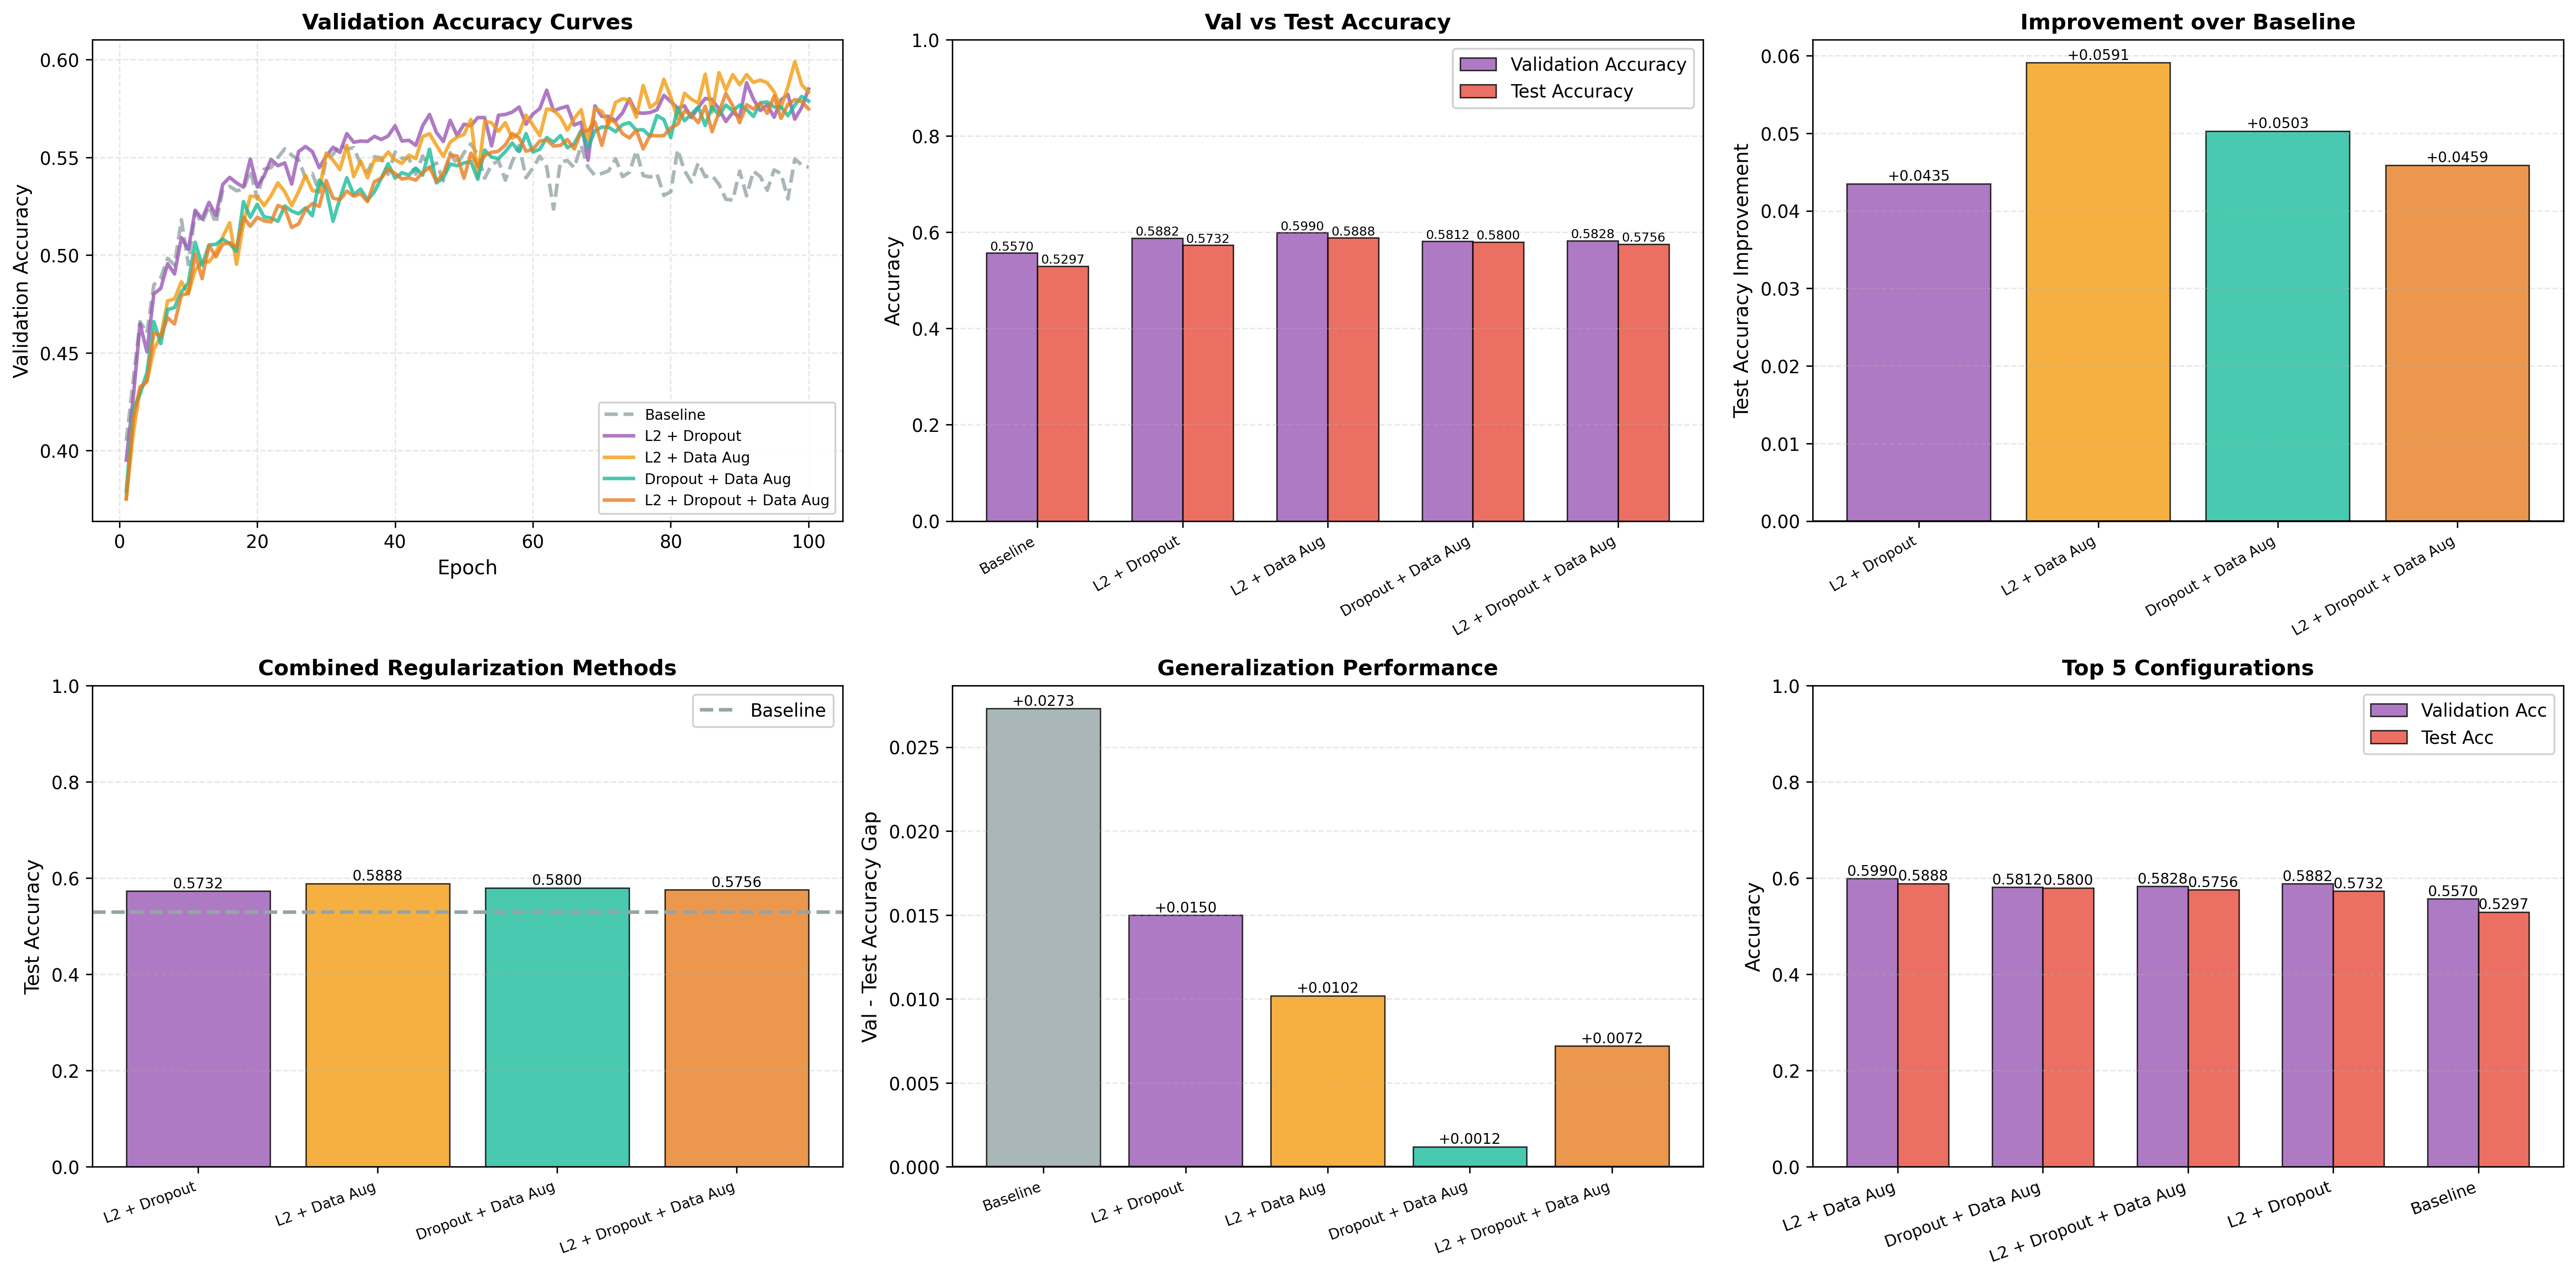 Validation Accuracy Curves
Validation Accuracy
0.60
0.55
0.50
0.45
0.40
0
20
40
60
80
100
Epoch
Baseline
L2 + Dropout
L2 + Data Aug
Dropout + Data Aug
L2 + Dropout + Data Aug
Val vs Test Accuracy
Accuracy
1.0
0.8
0.6
0.4
0.2
0.0
Validation Accuracy
Test Accuracy
0.5570
0.5297
0.5882
0.5732
0.5990
0.5888
0.5812
0.5800
0.5828
0.5756
Baseline
L2 + Dropout
L2 + Data Aug
Dropout + Data Aug
L2 + Dropout + Data Aug
Improvement over Baseline
Test Accuracy Improvement
0.06
0.05
0.04
0.03
0.02
0.01
0.00
+0.0435
+0.0591
+0.0503
+0.0459
L2 + Dropout
L2 + Data Aug
Dropout + Data Aug
L2 + Dropout + Data Aug
Combined Regularization Methods
Test Accuracy
1.0
0.8
0.6
0.4
0.2
0.0
Baseline
0.5732
0.5888
0.5800
0.5756
L2 + Dropout
L2 + Data Aug
Dropout + Data Aug
L2 + Dropout + Data Aug
Generalization Performance
Val - Test Accuracy Gap
0.025
0.020
0.015
0.010
0.005
0.000
+0.0273
+0.0150
+0.0102
+0.0012
+0.0072
Baseline
L2 + Dropout
L2 + Data Aug
Dropout + Data Aug
L2 + Dropout + Data Aug
Top 5 Configurations
Accuracy
1.0
0.8
0.6
0.4
0.2
0.0
Validation Acc
Test Acc
0.5990
0.5888
0.5812
0.5800
0.5828
0.5756
0.5882
0.5732
0.5570
0.5297
L2 + Data Aug
Dropout + Data Aug
L2 + Dropout + Data Aug
L2 + Dropout
Baseline